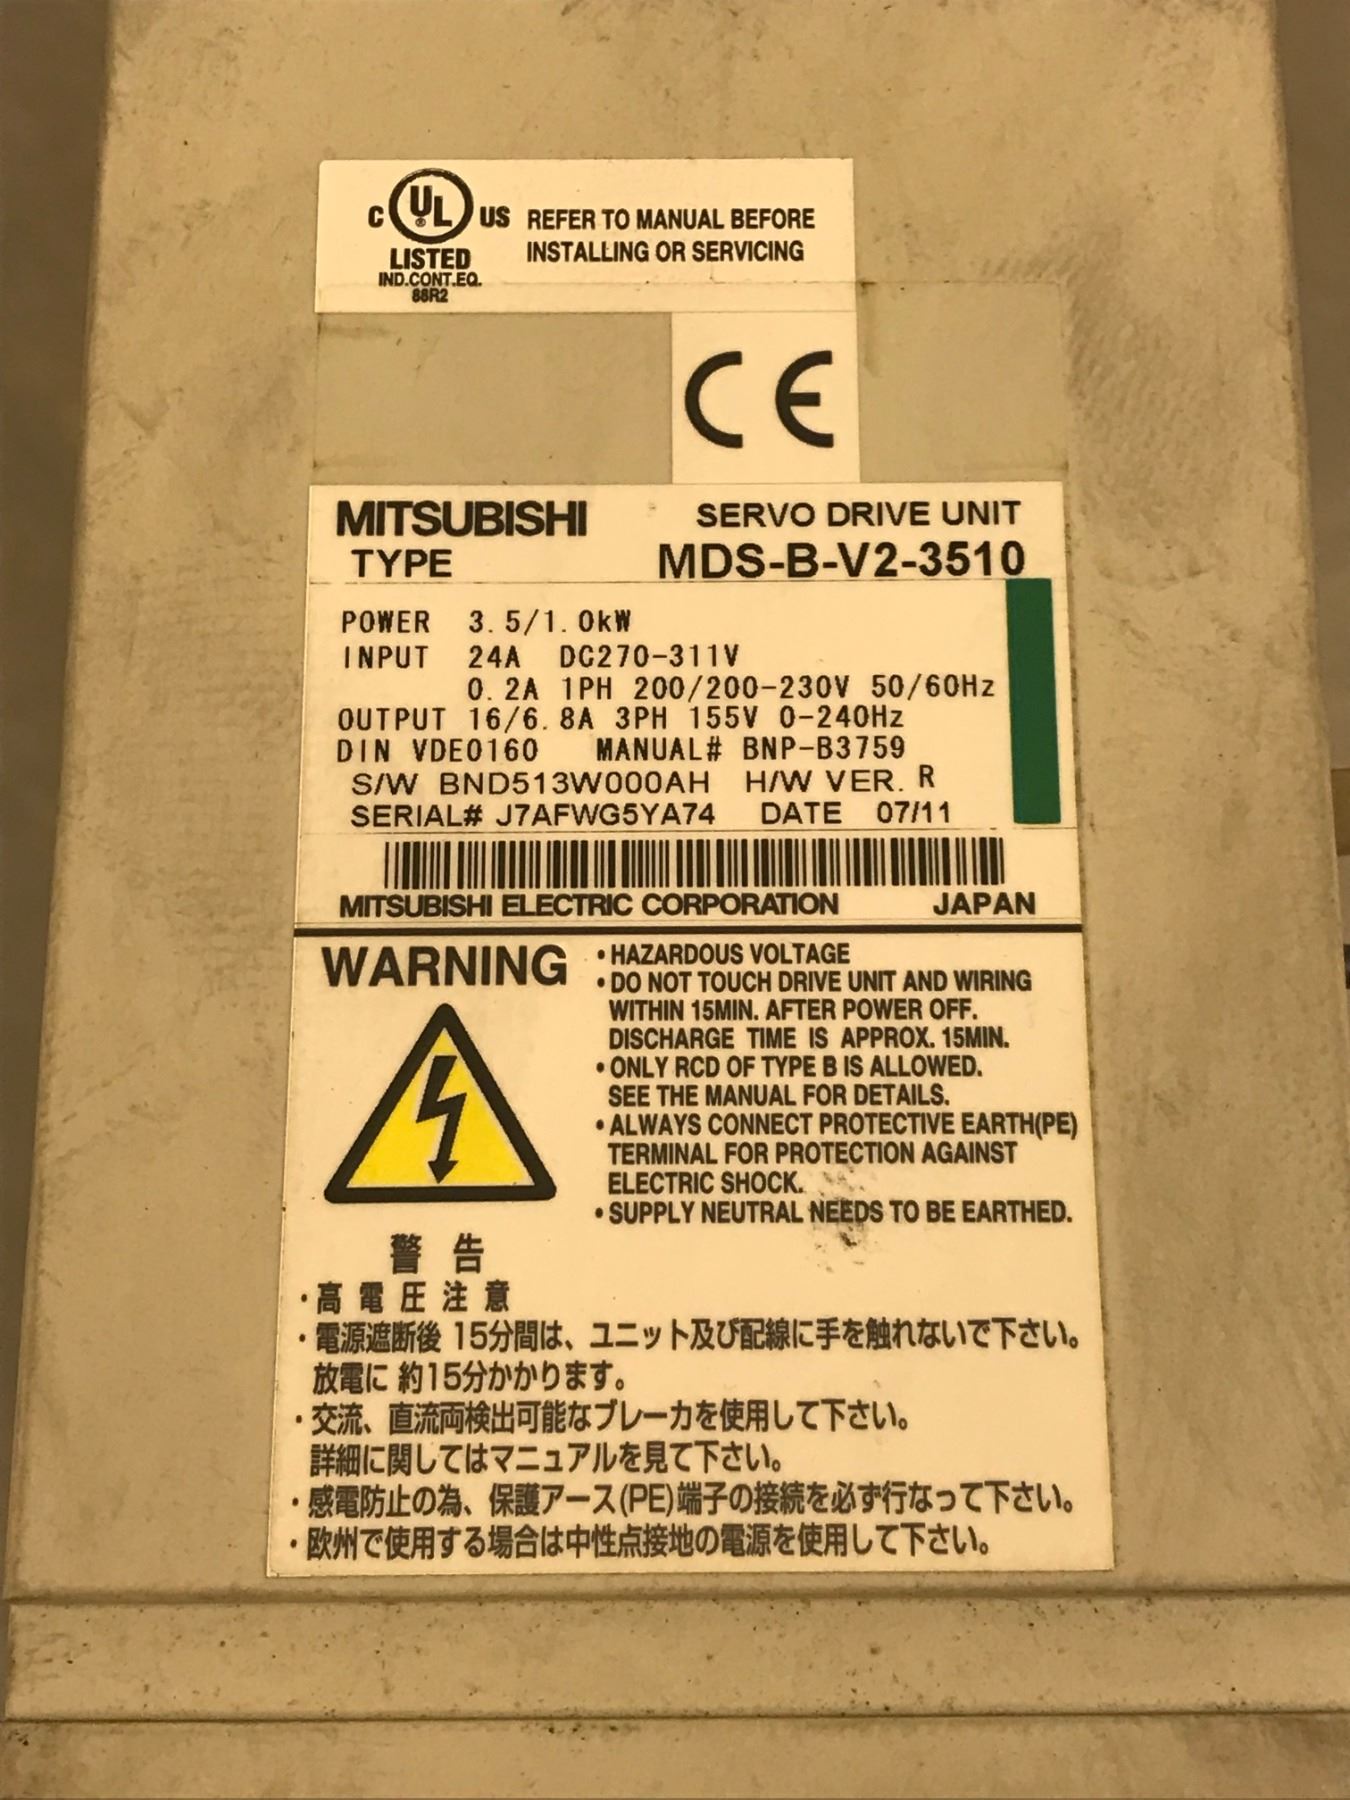 C UL US REFER TO MANUAL BEFORE
LISTED INSTALLING OR SERVICING
IND.CONT.EQ.
88R2
CE
MITSUBISHI SERVO DRIVE UNIT
TYPE MDS-B-V2-3510
POWER 3.5/1.0kW
INPUT 24A DC270-311V
0.2A 1PH 200/200-230V 50/60Hz
OUTPUT 16/6.8A 3PH 155V 0-240Hz
DIN VDE0160 MANUAL# BNP-B3759
S/W BND513W000AH H/W VER. R
SERIAL# J7AFWG5YA74 DATE 07/11
MITSUBISHI ELECTRIC CORPORATION JAPAN
WARNING
・HAZARDOUS VOLTAGE
・DO NOT TOUCH DRIVE UNIT AND WIRING
WITHIN 15MIN. AFTER POWER OFF.
DISCHARGE TIME IS APPROX. 15MIN.
・ONLY RCD OF TYPE B IS ALLOWED.
SEE THE MANUAL FOR DETAILS.
・ALWAYS CONNECT PROTECTIVE EARTH(PE)
TERMINAL FOR PROTECTION AGAINST
ELECTRIC SHOCK.
・SUPPLY NEUTRAL NEEDS TO BE EARTHED.
警 告
・高 電 圧 注 意
・電源遮断後 15分間は、ユニット及び配線に手を触れないで下さい。
放電に 約15分かかります。
・交流、直流両検出可能なブレーカを使用して下さい。
詳細に関してはマニュアルを見て下さい。
・感電防止の為、保護アース(PE)端子の接続を必ず行なって下さい。
・欧州で使用する場合は中性点接地の電源を使用して下さい。